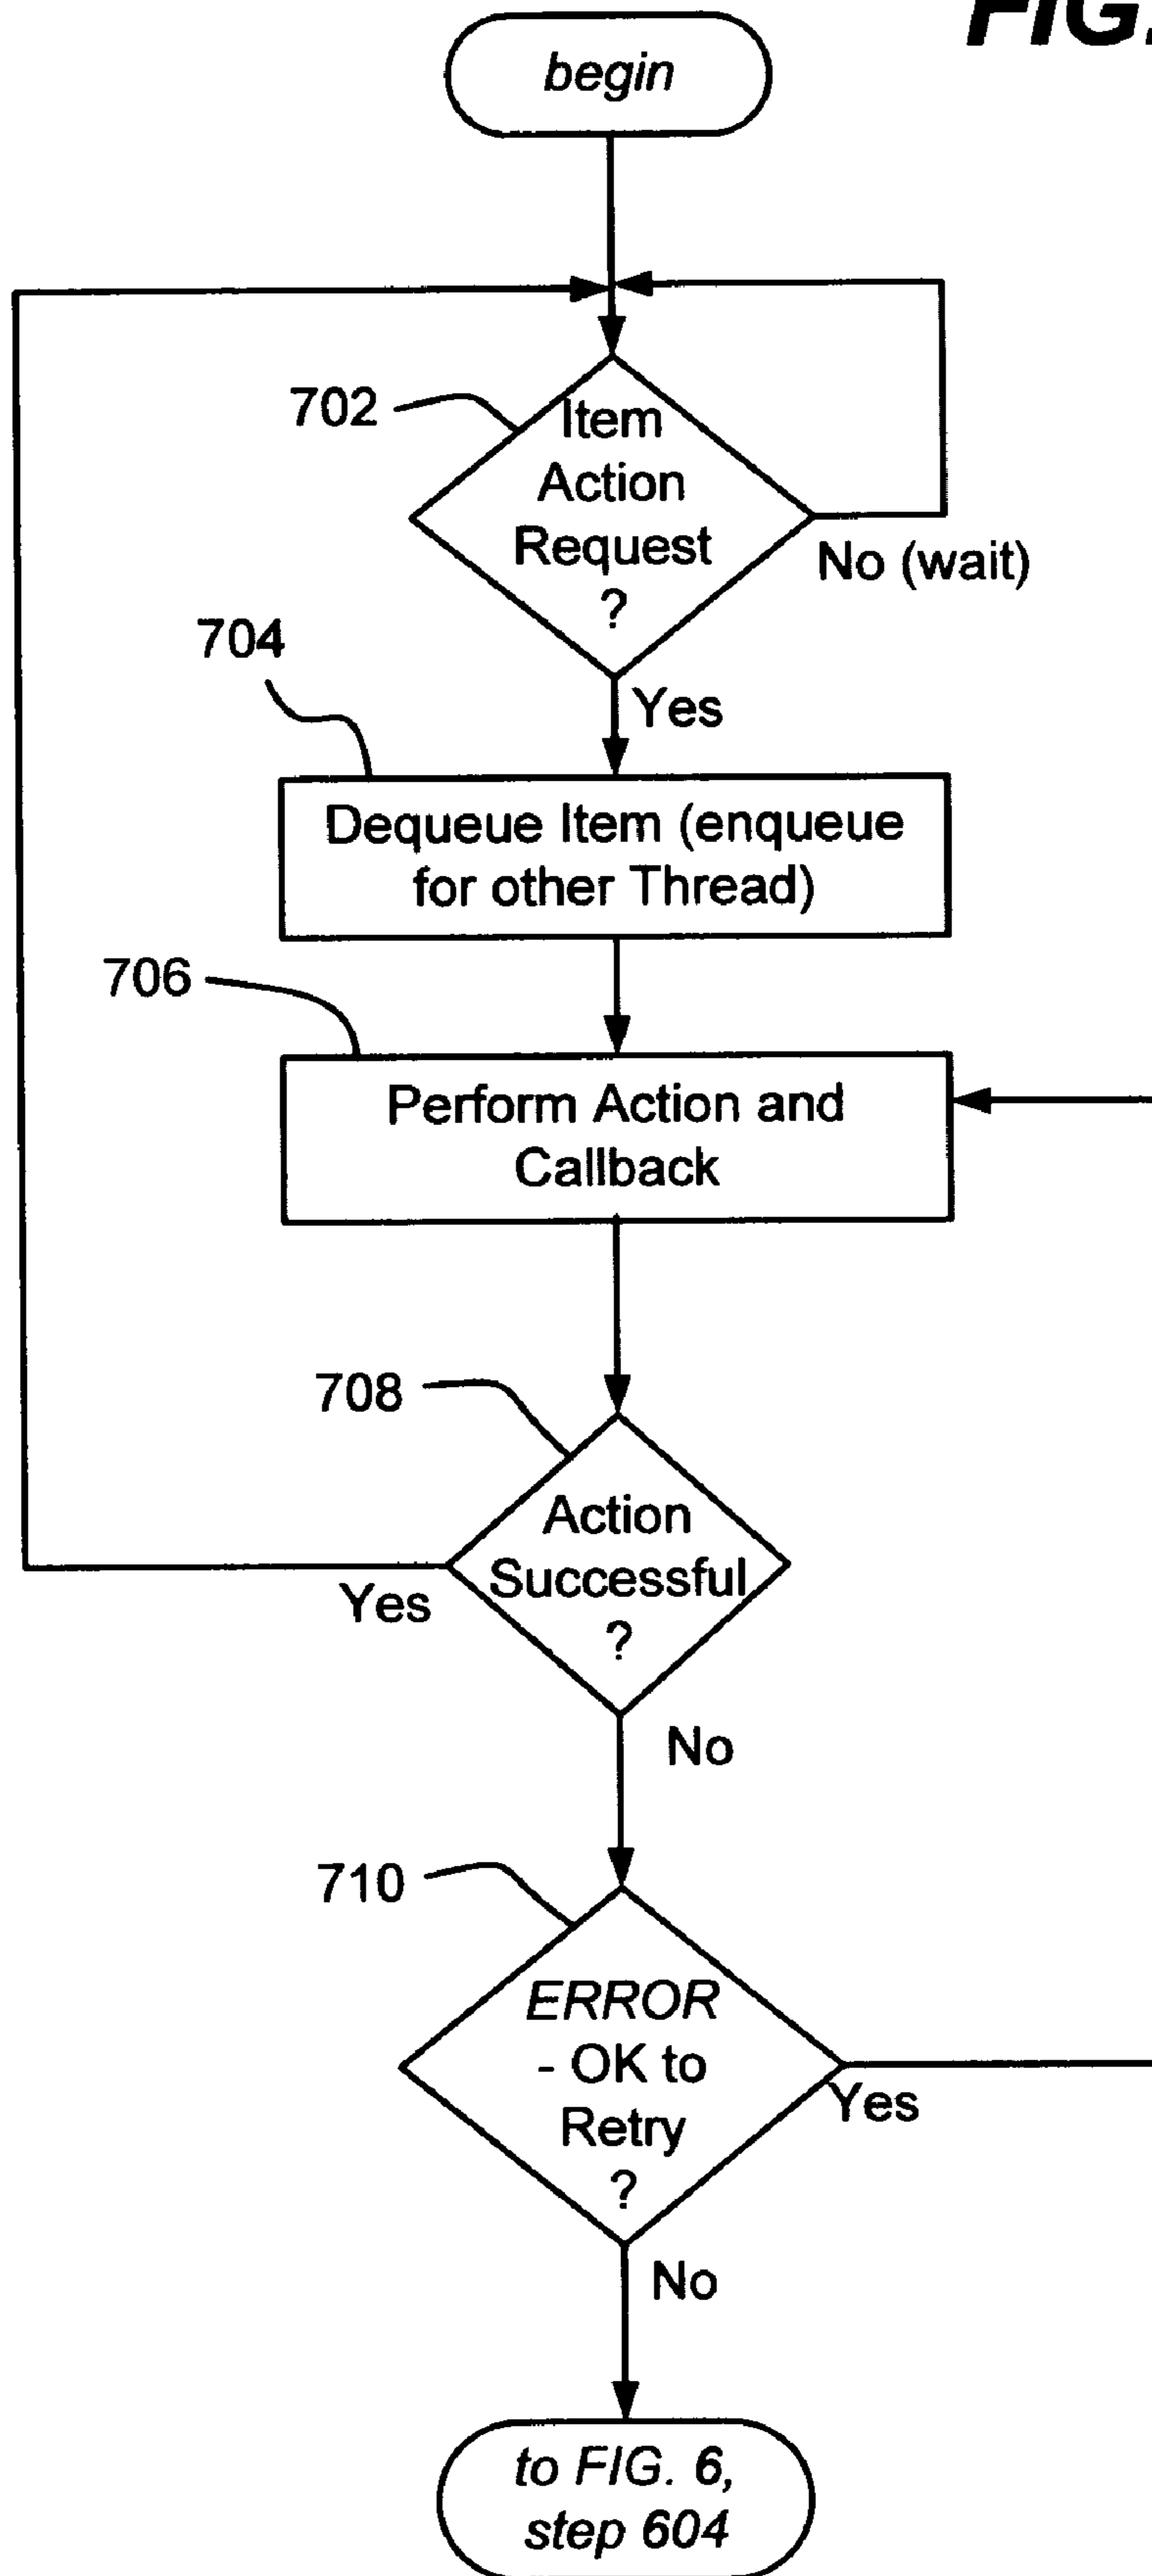 FIG.
begin
702
Item
Action
Request
?
No (wait)
704
Yes
Dequeue Item (enqueue
for other Thread)
706
Perform Action and
Callback
708
Action
Successful
?
Yes
No
710
ERROR
- OK to
Retry
?
Yes
No
to FIG. 6,
step 604